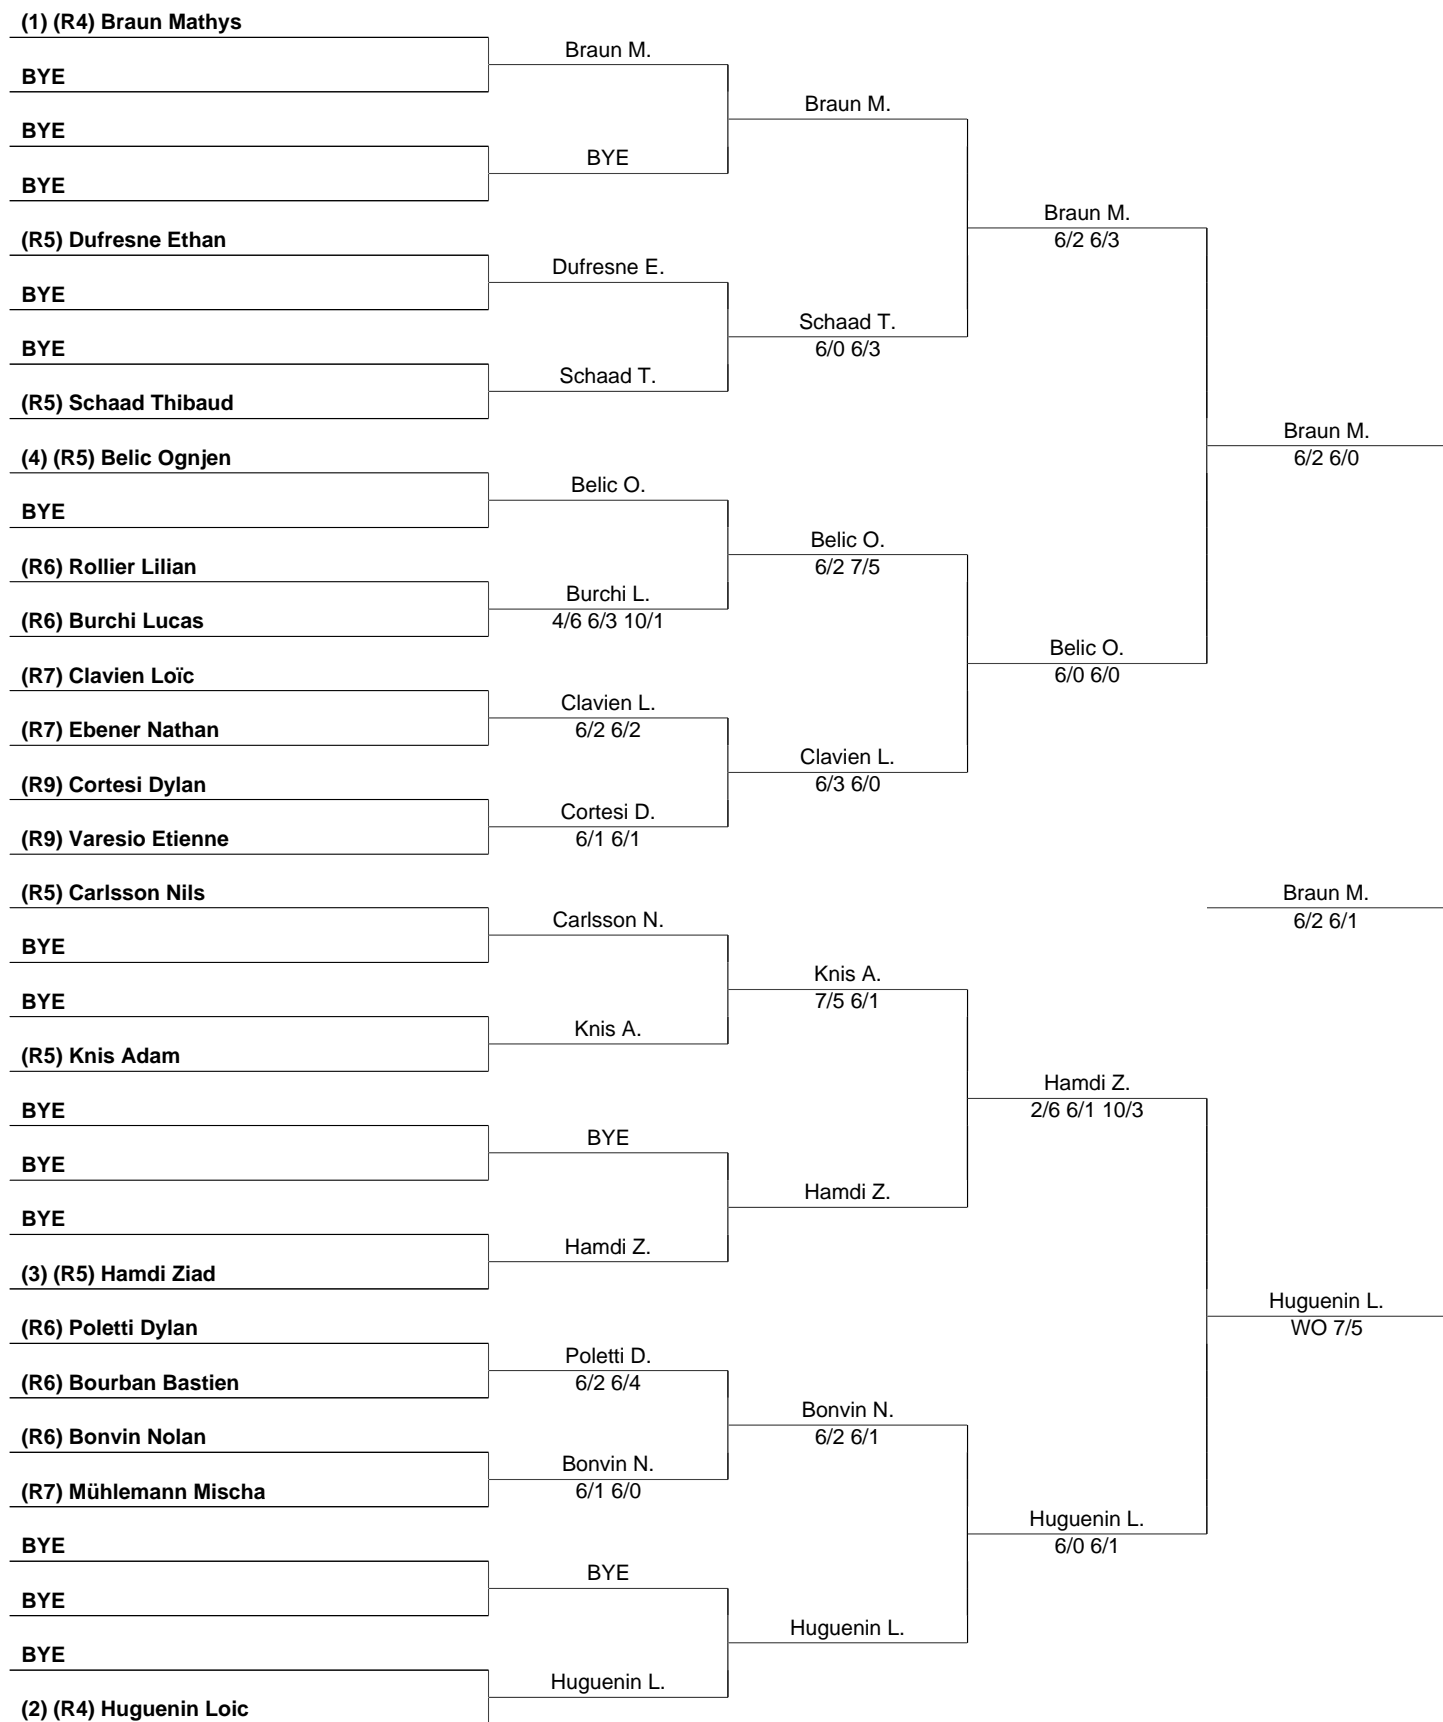 (1) (R4) Braun Mathys
BYE
BYE
BYE
(R5) Dufresne Ethan
BYE
BYE
(R5) Schaad Thibaud
(4) (R5) Belic Ognjen
BYE
(R6) Rollier Lilian
(R6) Burchi Lucas
(R7) Clavien Loïc
(R7) Ebener Nathan
(R9) Cortesi Dylan
(R9) Varesio Etienne
(R5) Carlsson Nils
BYE
BYE
(R5) Knis Adam
BYE
BYE
BYE
(3) (R5) Hamdi Ziad
(R6) Poletti Dylan
(R6) Bourban Bastien
(R6) Bonvin Nolan
(R7) Mühlemann Mischa
BYE
BYE
BYE
(2) (R4) Huguenin Loic
Braun M.
BYE
Dufresne E.
Schaad T.
Belic O.
Burchi L.
4/6 6/3 10/1
Clavien L.
6/2 6/2
Cortesi D.
6/1 6/1
Carlsson N.
Knis A.
BYE
Hamdi Z.
Poletti D.
6/2 6/4
Bonvin N.
6/1 6/0
BYE
Huguenin L.
Braun M.
Schaad T.
6/0 6/3
Belic O.
6/2 7/5
Clavien L.
6/3 6/0
Knis A.
7/5 6/1
Hamdi Z.
Bonvin N.
6/2 6/1
Huguenin L.
Braun M.
6/2 6/3
Belic O.
6/0 6/0
Hamdi Z.
2/6 6/1 10/3
Huguenin L.
6/0 6/1
Braun M.
6/2 6/0
Braun M.
6/2 6/1
Huguenin L.
WO 7/5